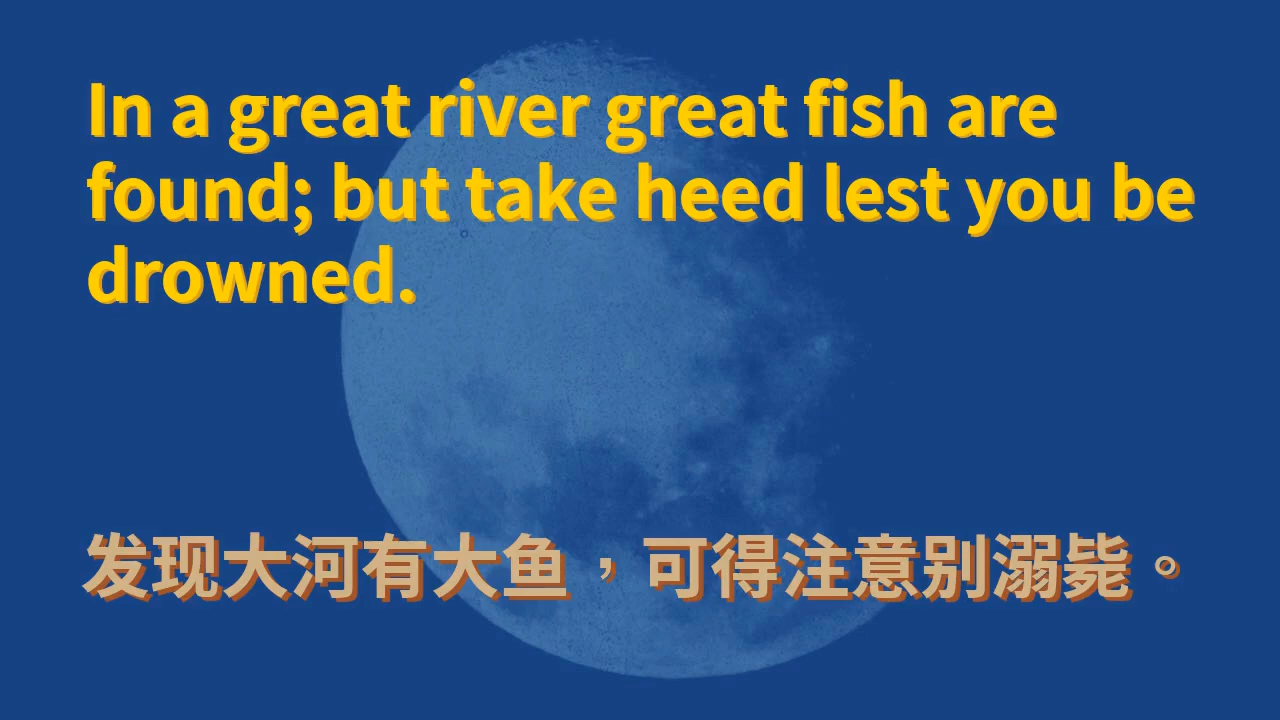 In a great river great fish are
found; but take heed lest you be
drowned.
发现大河有大鱼，可得注意别溺毙。